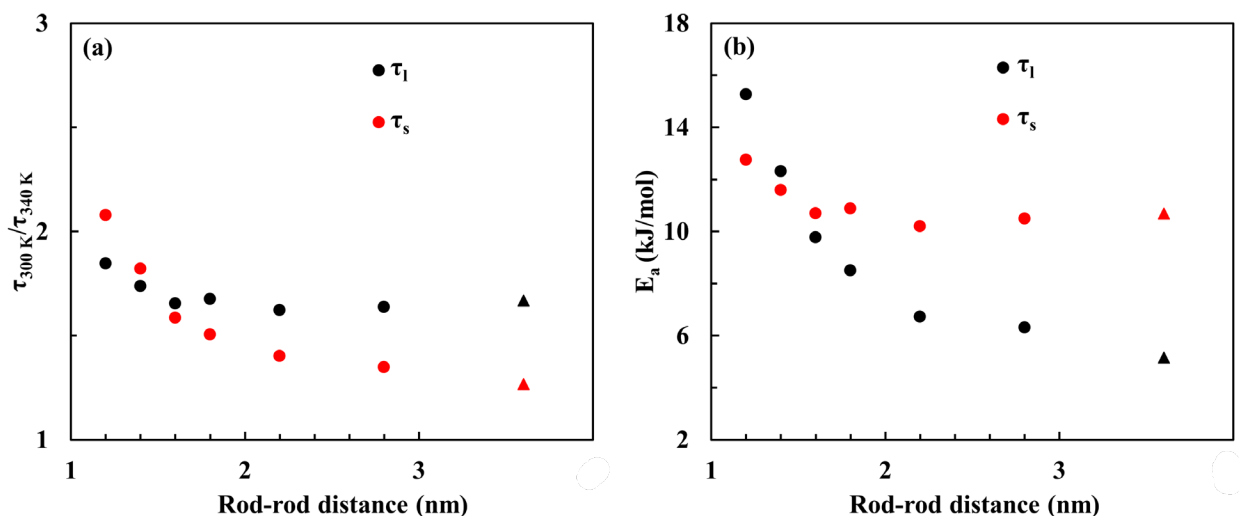 (a)
τl
τs
3
2
1
τ300 K/τ340 K
1 2 3
Rod-rod distance (nm)
(b)
τl
τs
18
14
10
6
2
Ea (kJ/mol)
1 2 3
Rod-rod distance (nm)